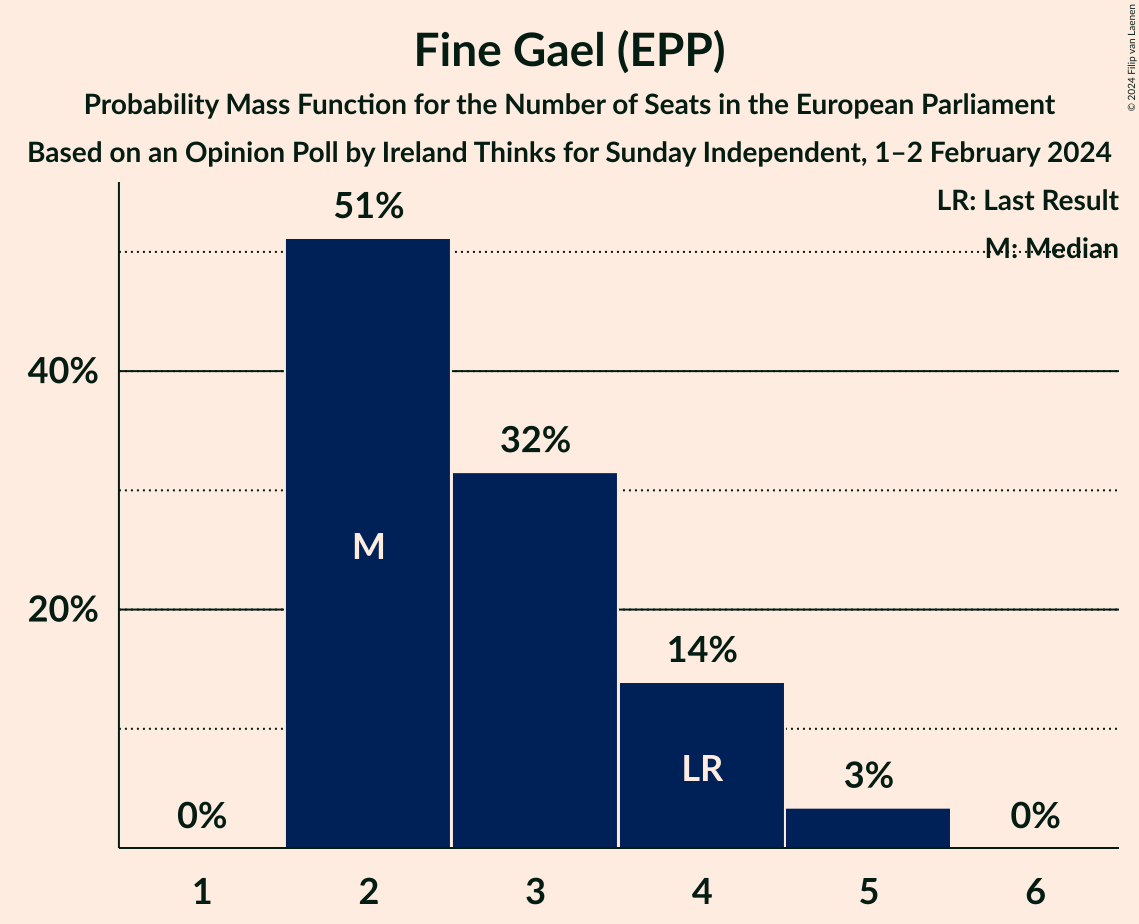 Fine Gael (EPP)
Probability Mass Function for the Number of Seats in the European Parliament
Based on an Opinion Poll by Ireland Thinks for Sunday Independent, 1–2 February 2024
© 2024 Filip van Laenen
LR: Last Result
M: Median
51%
40%
32%
M
20%
14%
LR
3%
0%
0%
1 2 3 4 5 6